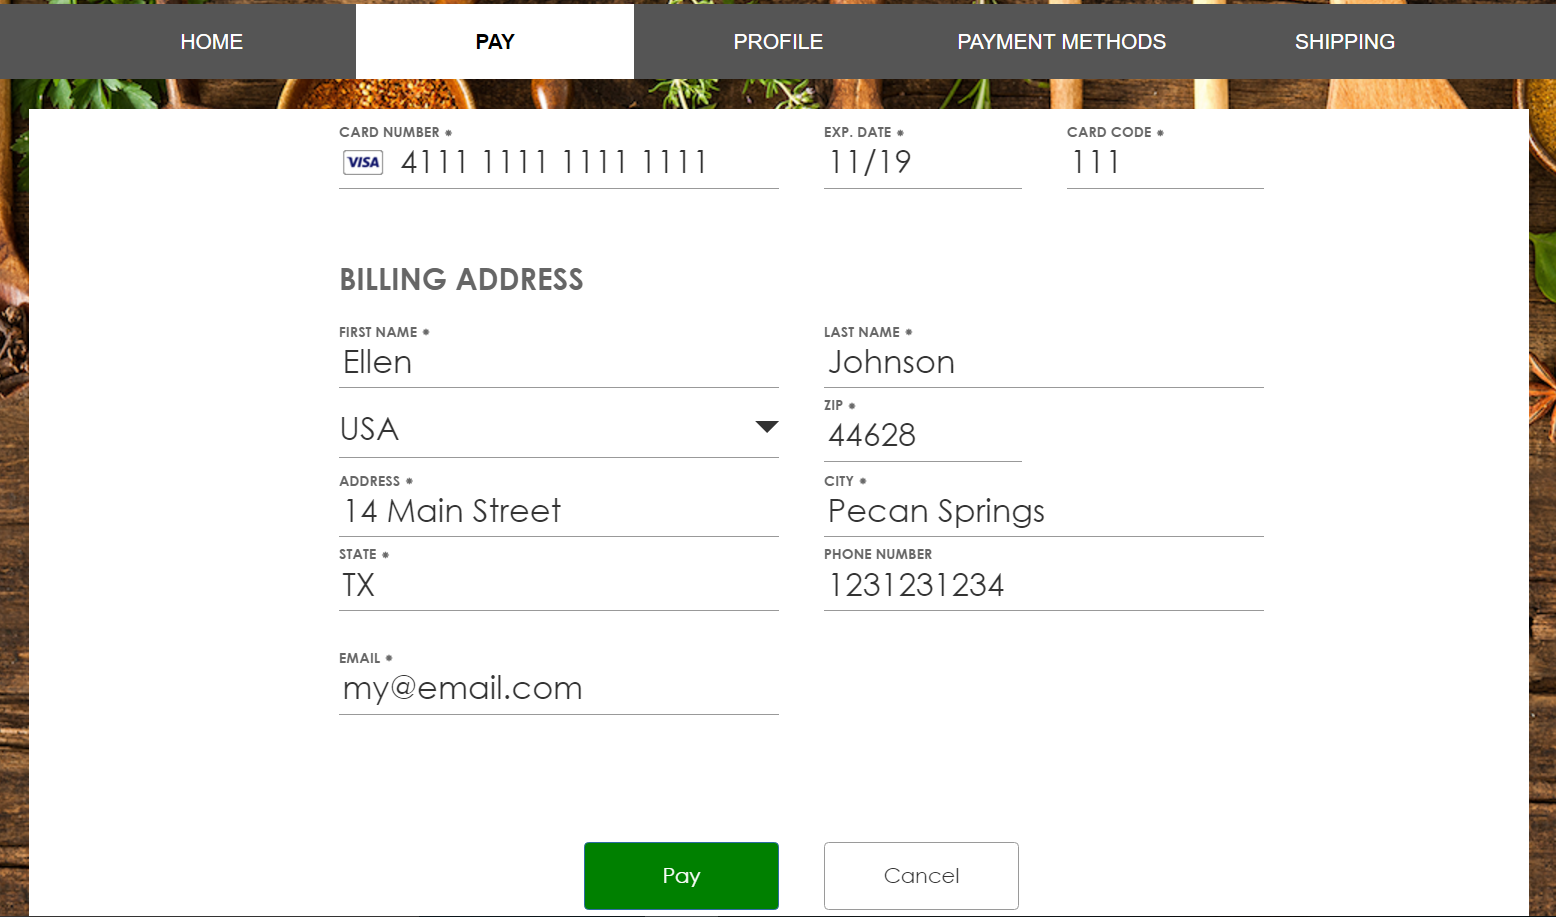 HOME PAY PROFILE PAYMENT METHODS SHIPPING
CARD NUMBER * EXP. DATE * CARD CODE *
VISA 4111 1111 1111 1111 11/19 111
BILLING ADDRESS
FIRST NAME * LAST NAME *
Ellen Johnson
ZIP *
USA 44628
ADDRESS * CITY *
14 Main Street Pecan Springs
STATE * PHONE NUMBER
TX 1231231234
EMAIL *
my@email.com
Pay Cancel